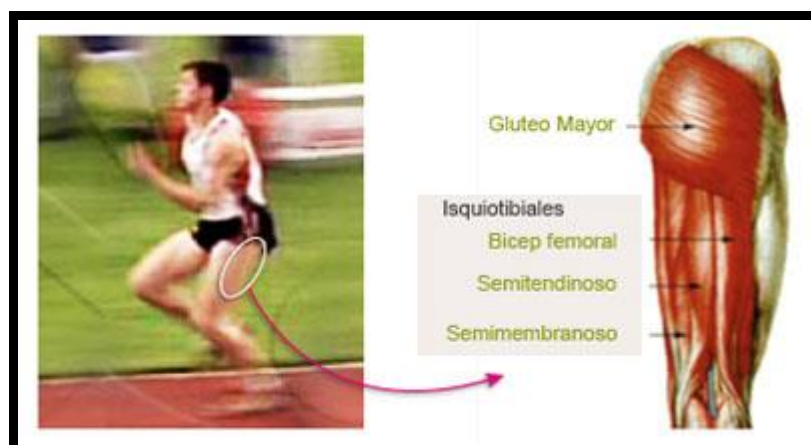 Gluteo Mayor
Isquiotibiales
Bicep femoral
Semitendinoso
Semimembranoso